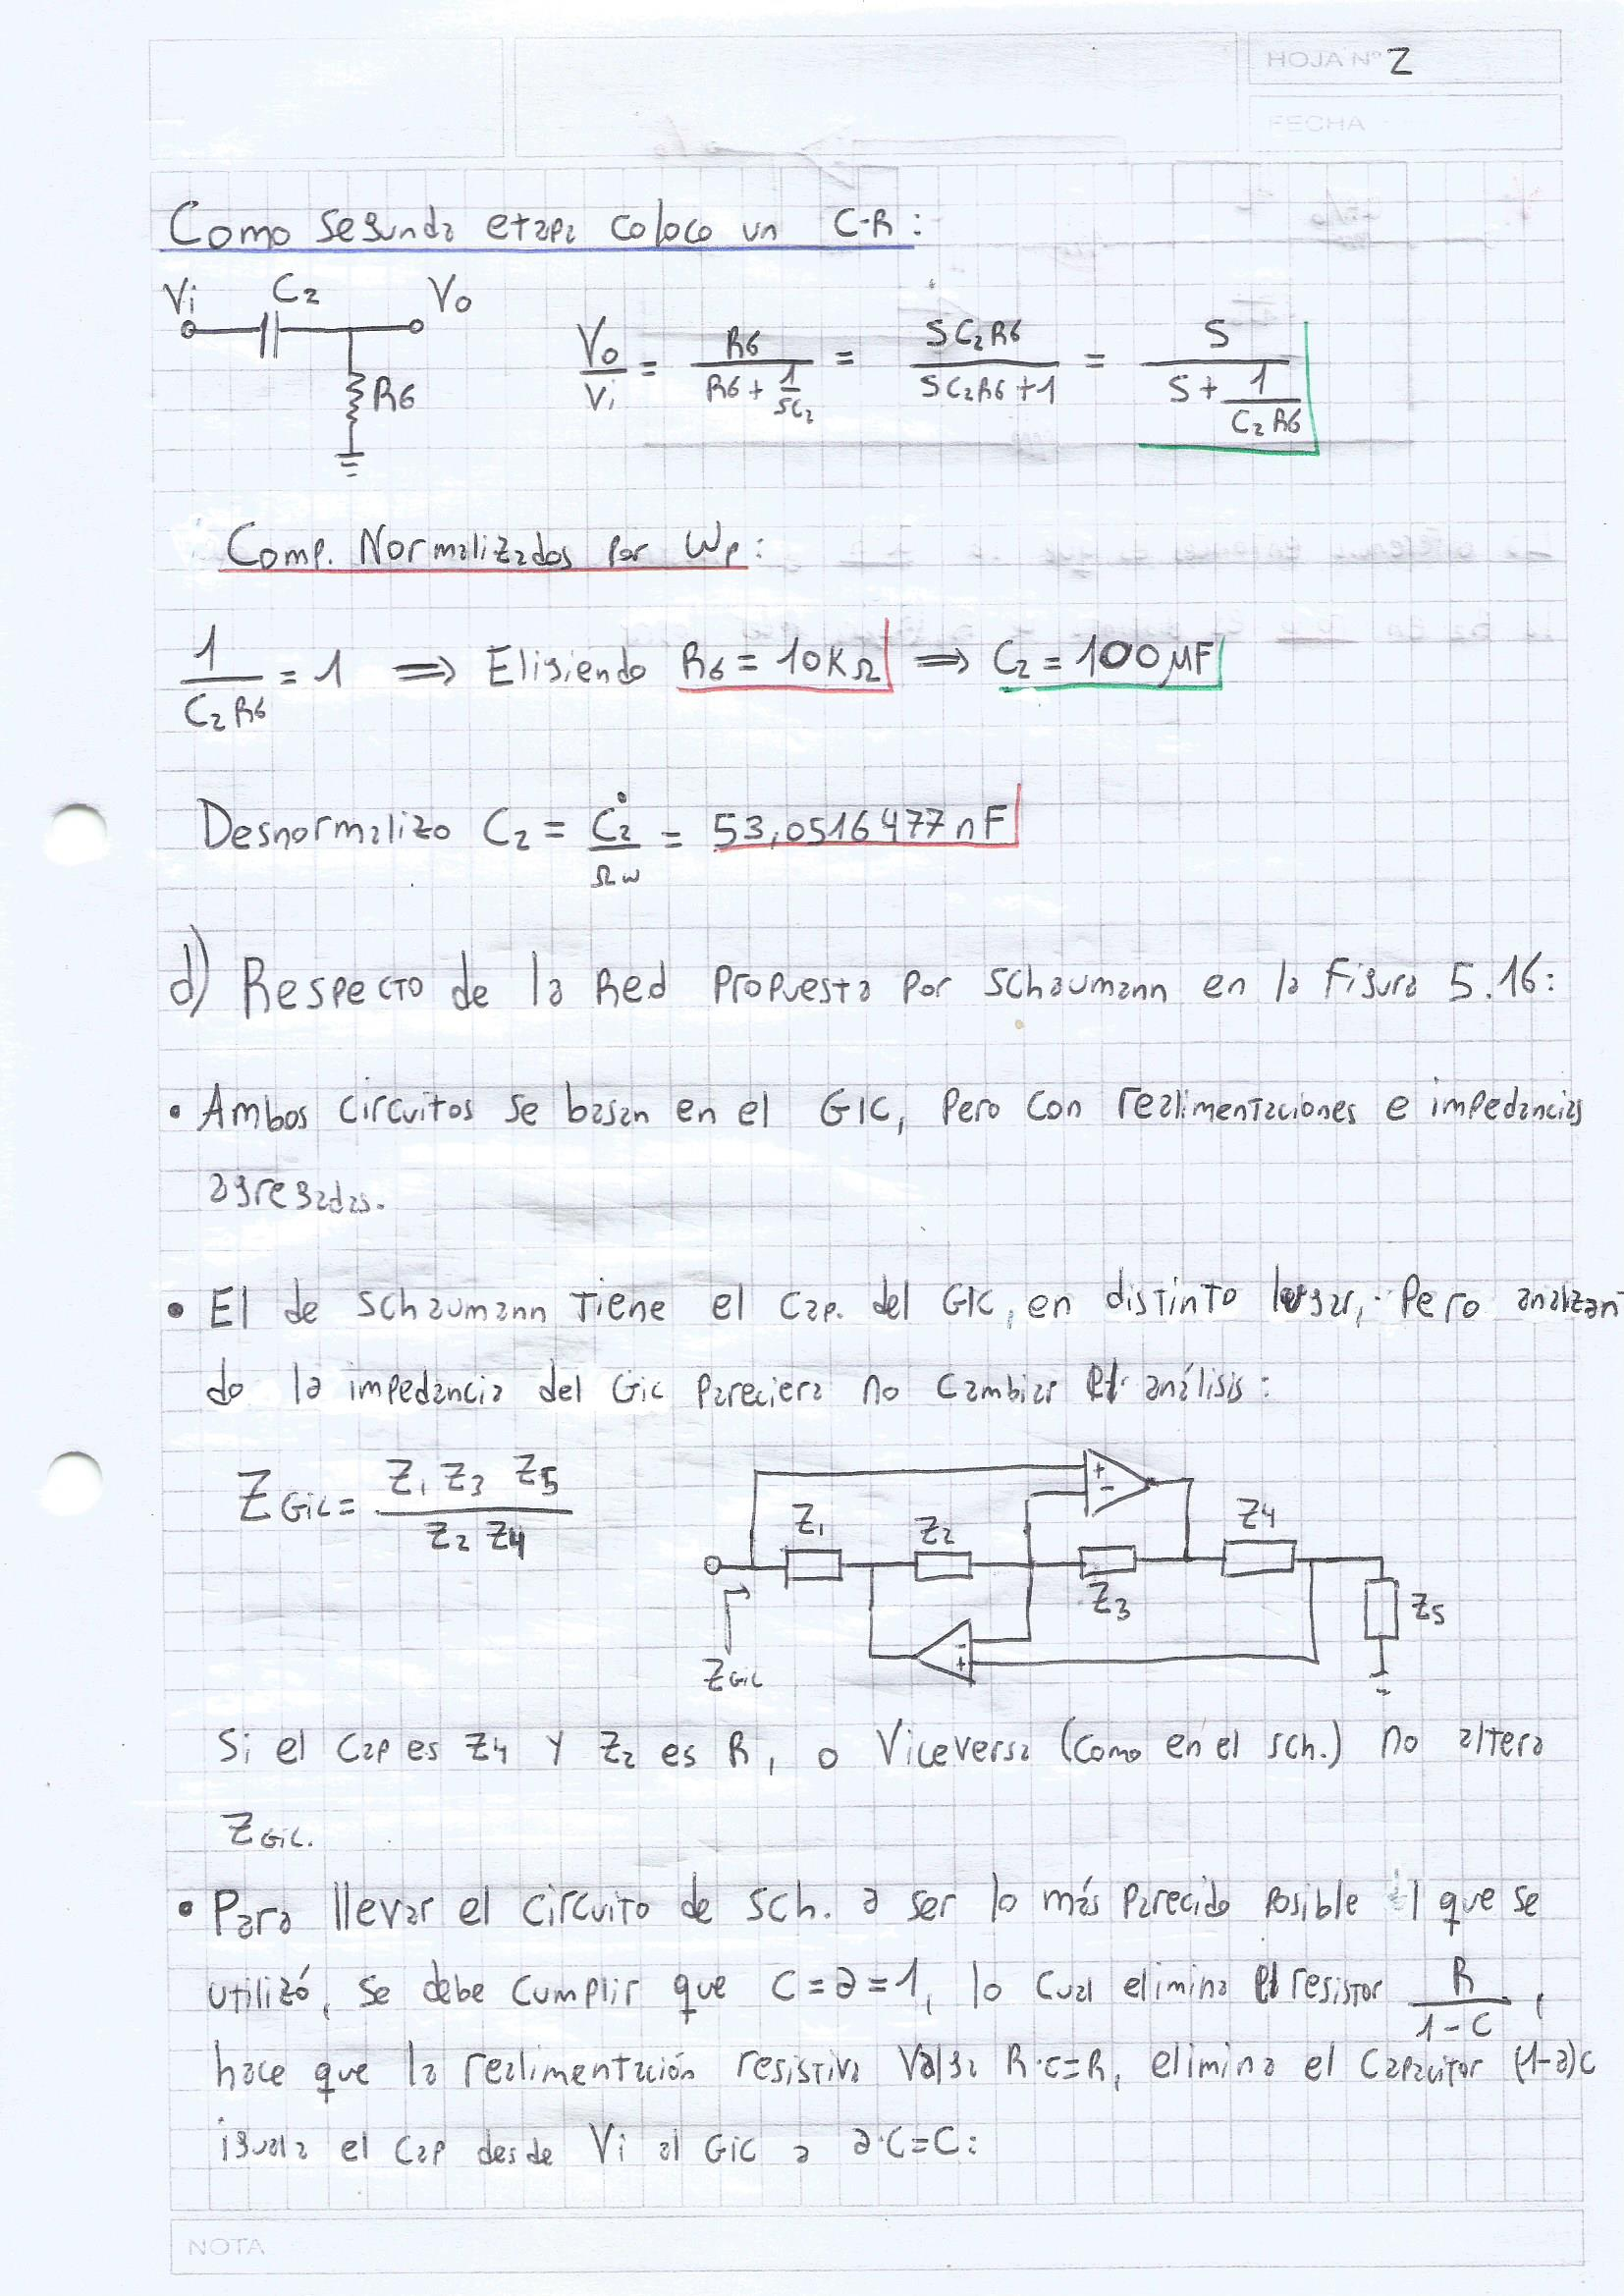 HOJA Nº 2
FECHA
Como segunda etapa coloco un C-R:
Vi C2 Vo
R6
Vo/Vi = R6/(R6 + 1/SC2) = SC2R6/(SC2R6+1) = S/(S + 1/(C2R6))
Comp. Normalizados por Wp:
1/(C2R6) = 1 ⟹ Eligiendo R6 = 10KΩ ⟹ C2 = 100μF
Desnormalizo C2 = C2°/Ωw = 53,0516477nF
d) Respecto de la Red Propuesta por Schaumann en la Figura 5.16:
• Ambos circuitos se basan en el GIC, pero con realimentaciones e impedancias
agregadas.
• El de Schaumann tiene el Cap. del GIC, en distinto lugar, pero analizan
do la impedancia del Gic pareciera no cambiar el análisis:
ZGIC = Z1 Z3 Z5/(Z2 Z4)
Z1 Z2 Z3 Z4 Z5
+ -
- +
ZGIC
Si el Cap es Z4 y Z2 es R, o Viceversa (como en el sch.) no altera
ZGIC.
• Para llevar el circuito de Sch. a ser lo más parecido posible al que se
utilizó, se debe cumplir que C=a=1, lo cual elimina el resistor R/(1-C),
hace que la realimentación resistiva valga R·c=R, elimina el Capacitor (1-a)C
iguala el Cap desde Vi al GIC a a·C=C:
NOTA